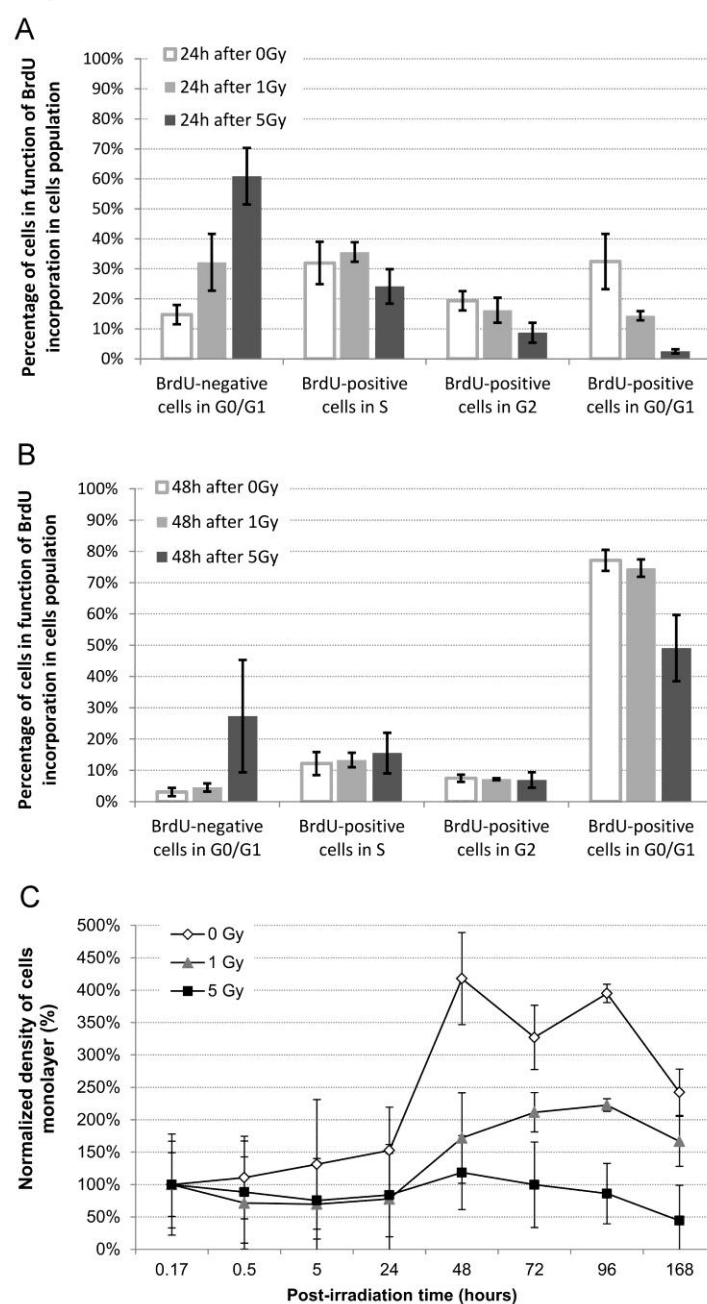 A
Percentage of cells in function of BrdU
incorporation in cells population
100%
90%
80%
70%
60%
50%
40%
30%
20%
10%
0%
24h after 0Gy
24h after 1Gy
24h after 5Gy
BrdU-negative
cells in G0/G1
BrdU-positive
cells in S
BrdU-positive
cells in G2
BrdU-positive
cells in G0/G1
B
Percentage of cells in function of BrdU
incorporation in cells population
100%
90%
80%
70%
60%
50%
40%
30%
20%
10%
0%
48h after 0Gy
48h after 1Gy
48h after 5Gy
BrdU-negative
cells in G0/G1
BrdU-positive
cells in S
BrdU-positive
cells in G2
BrdU-positive
cells in G0/G1
C
Normalized density of cells
monolayer (%)
500%
450%
400%
350%
300%
250%
200%
150%
100%
50%
0%
0 Gy
1 Gy
5 Gy
0.17
0.5
5
24
48
72
96
168
Post-irradiation time (hours)